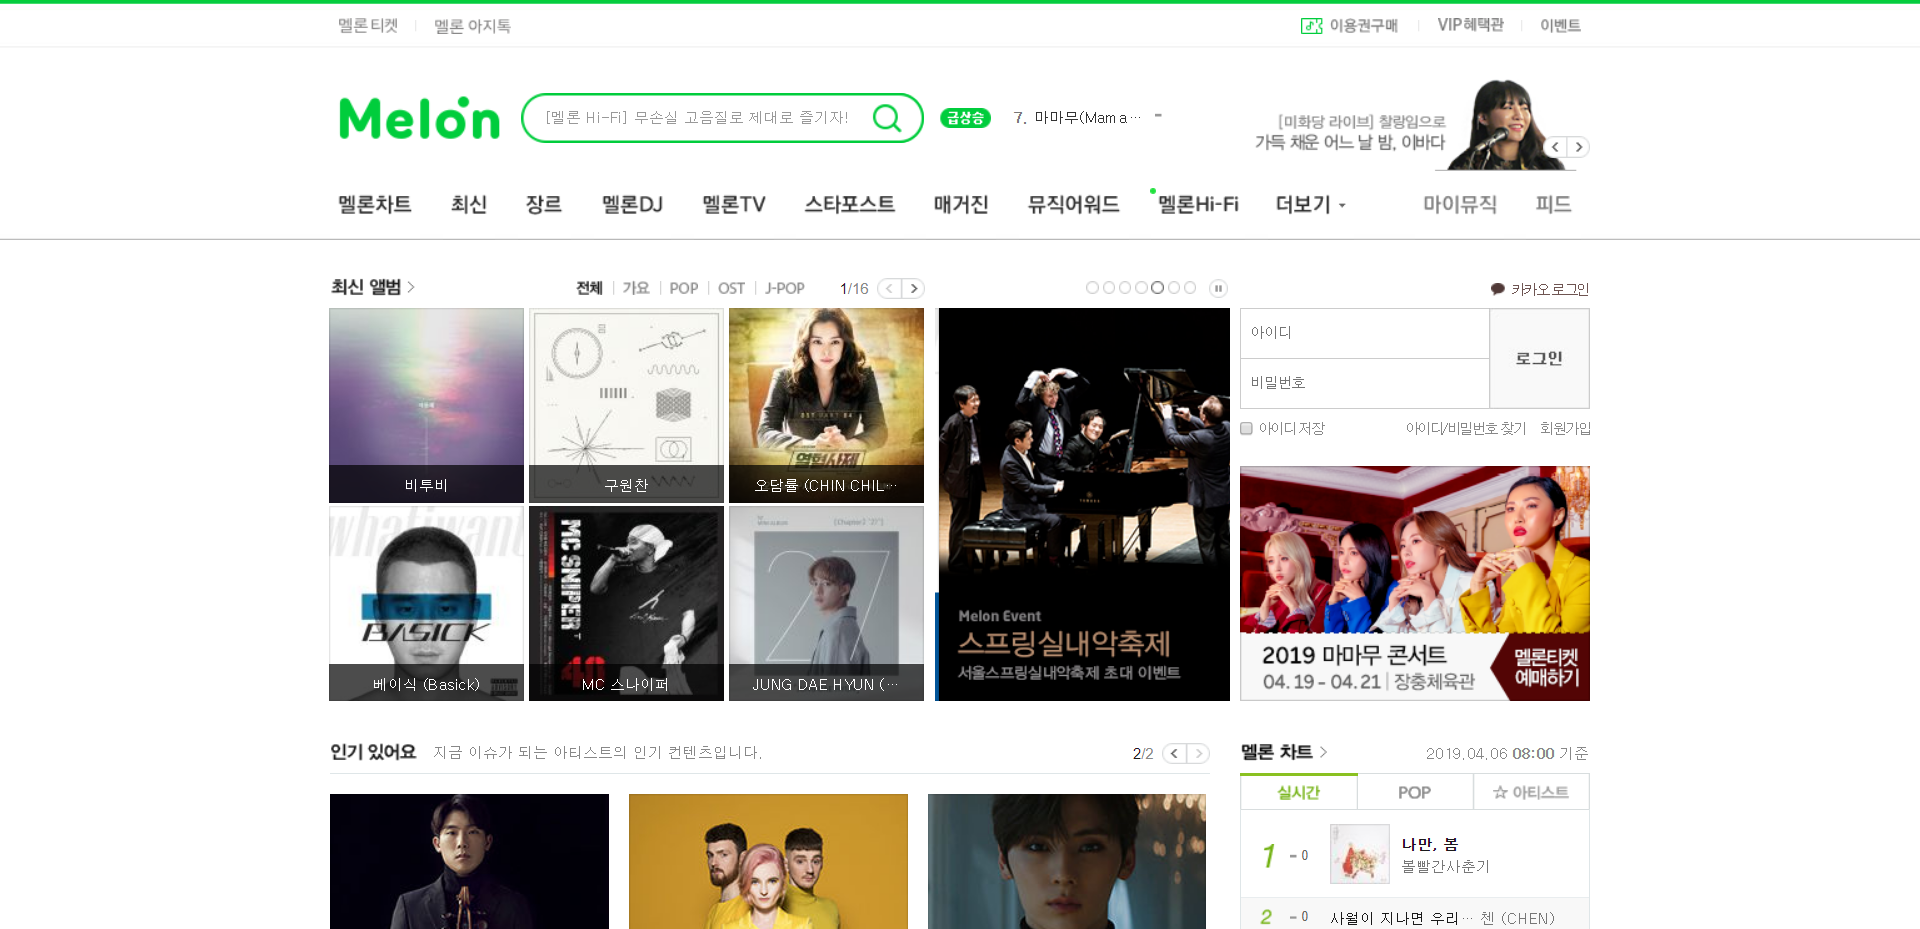 멜론티켓
멜론 아지톡
이용권구매
VIP혜택관
이벤트
Melon
[멜론 Hi-Fi] 무손실 고음질로 제대로 즐기자!
급상승
7. 마마무(Mama…
[미화당 라이브] 찰랑임으로
가득 채운 어느 날 밤, 이바다
멜론차트
최신
장르
멜론DJ
멜론TV
스타포스트
매거진
뮤직어워드
멜론Hi-Fi
더보기
마이뮤직
피드
최신 앨범
전체
가요
POP
OST
J-POP
1/16
카카오로그인
아이디
비밀번호
로그인
아이디 저장
아이디/비밀번호 찾기
회원가입
비투비
구원찬
OST PART 04
열혈사제
오담률 (CHIN CHIL…
whatiwant
BASICK
베이식 (Basick)
MC SNIPER
MC 스나이퍼
[Chapter2 "27"]
27
JUNG DAE HYUN (…
YAMAHA
Melon Event
스프링실내악축제
서울스프링실내악축제 초대 이벤트
2019 마마무 콘서트
04.19 - 04.21 | 장충체육관
멜론티켓
예매하기
인기 있어요
지금 이슈가 되는 아티스트의 인기 컨텐츠입니다.
2/2
멜론 차트
2019.04.06 08:00 기준
실시간
POP
☆ 아티스트
1
0
나만, 봄
볼빨간사춘기
2
0
사월이 지나면 우리… 첸 (CHEN)